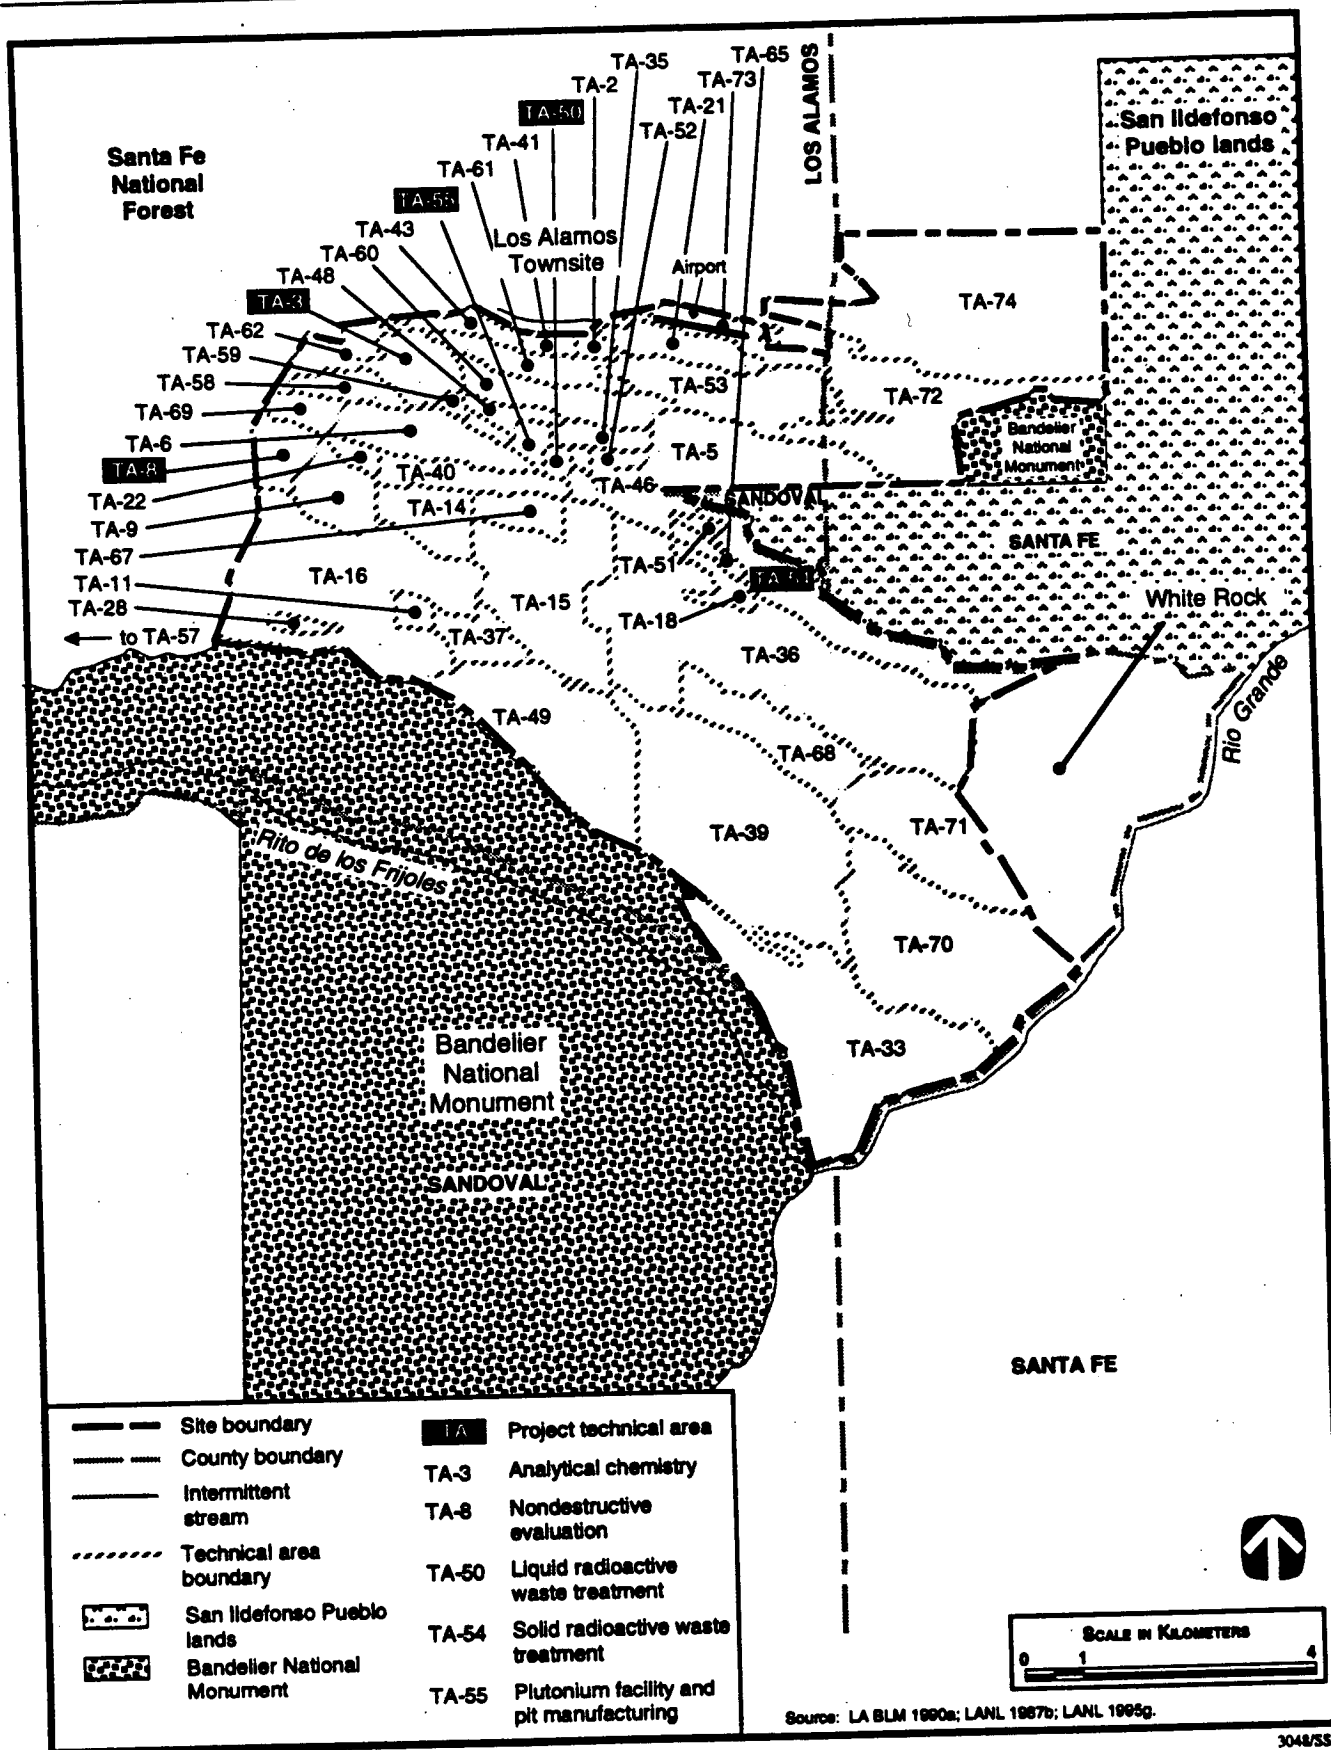 TA-35
TA-65
TA-2
TA-73
TA-50
TA-21
TA-41
TA-52
TA-61
TA-55
TA-43
TA-60
TA-48
TA-3
TA-62
TA-59
TA-58
TA-69
TA-6
TA-8
TA-22
TA-9
TA-67
TA-11
TA-28
to TA-57
Santa Fe
National
Forest
Los Alamos
Townsite
Airport
LOS ALAMOS
San Ildefonso
Pueblo lands
TA-74
TA-53
TA-72
Bandelier
National
Monument
TA-5
TA-40
TA-46
SANDOVAL
TA-14
SANTA FE
TA-51
TA-54
TA-16
TA-15
TA-18
White Rock
TA-37
TA-36
Rio Grande
TA-49
TA-68
TA-39
TA-71
Rito de los Frijoles
TA-70
TA-33
Bandelier
National
Monument
SANDOVAL
SANTA FE
Site boundary
County boundary
Intermittent
stream
Technical area
boundary
San Ildefonso Pueblo
lands
Bandelier National
Monument
TA Project technical area
TA-3 Analytical chemistry
TA-8 Nondestructive
evaluation
TA-50 Liquid radioactive
waste treatment
TA-54 Solid radioactive waste
treatment
TA-55 Plutonium facility and
pit manufacturing
SCALE IN KILOMETERS
0 1 4
Source: LA BLM 1990a; LANL 1987b; LANL 1995g.
3048/SS